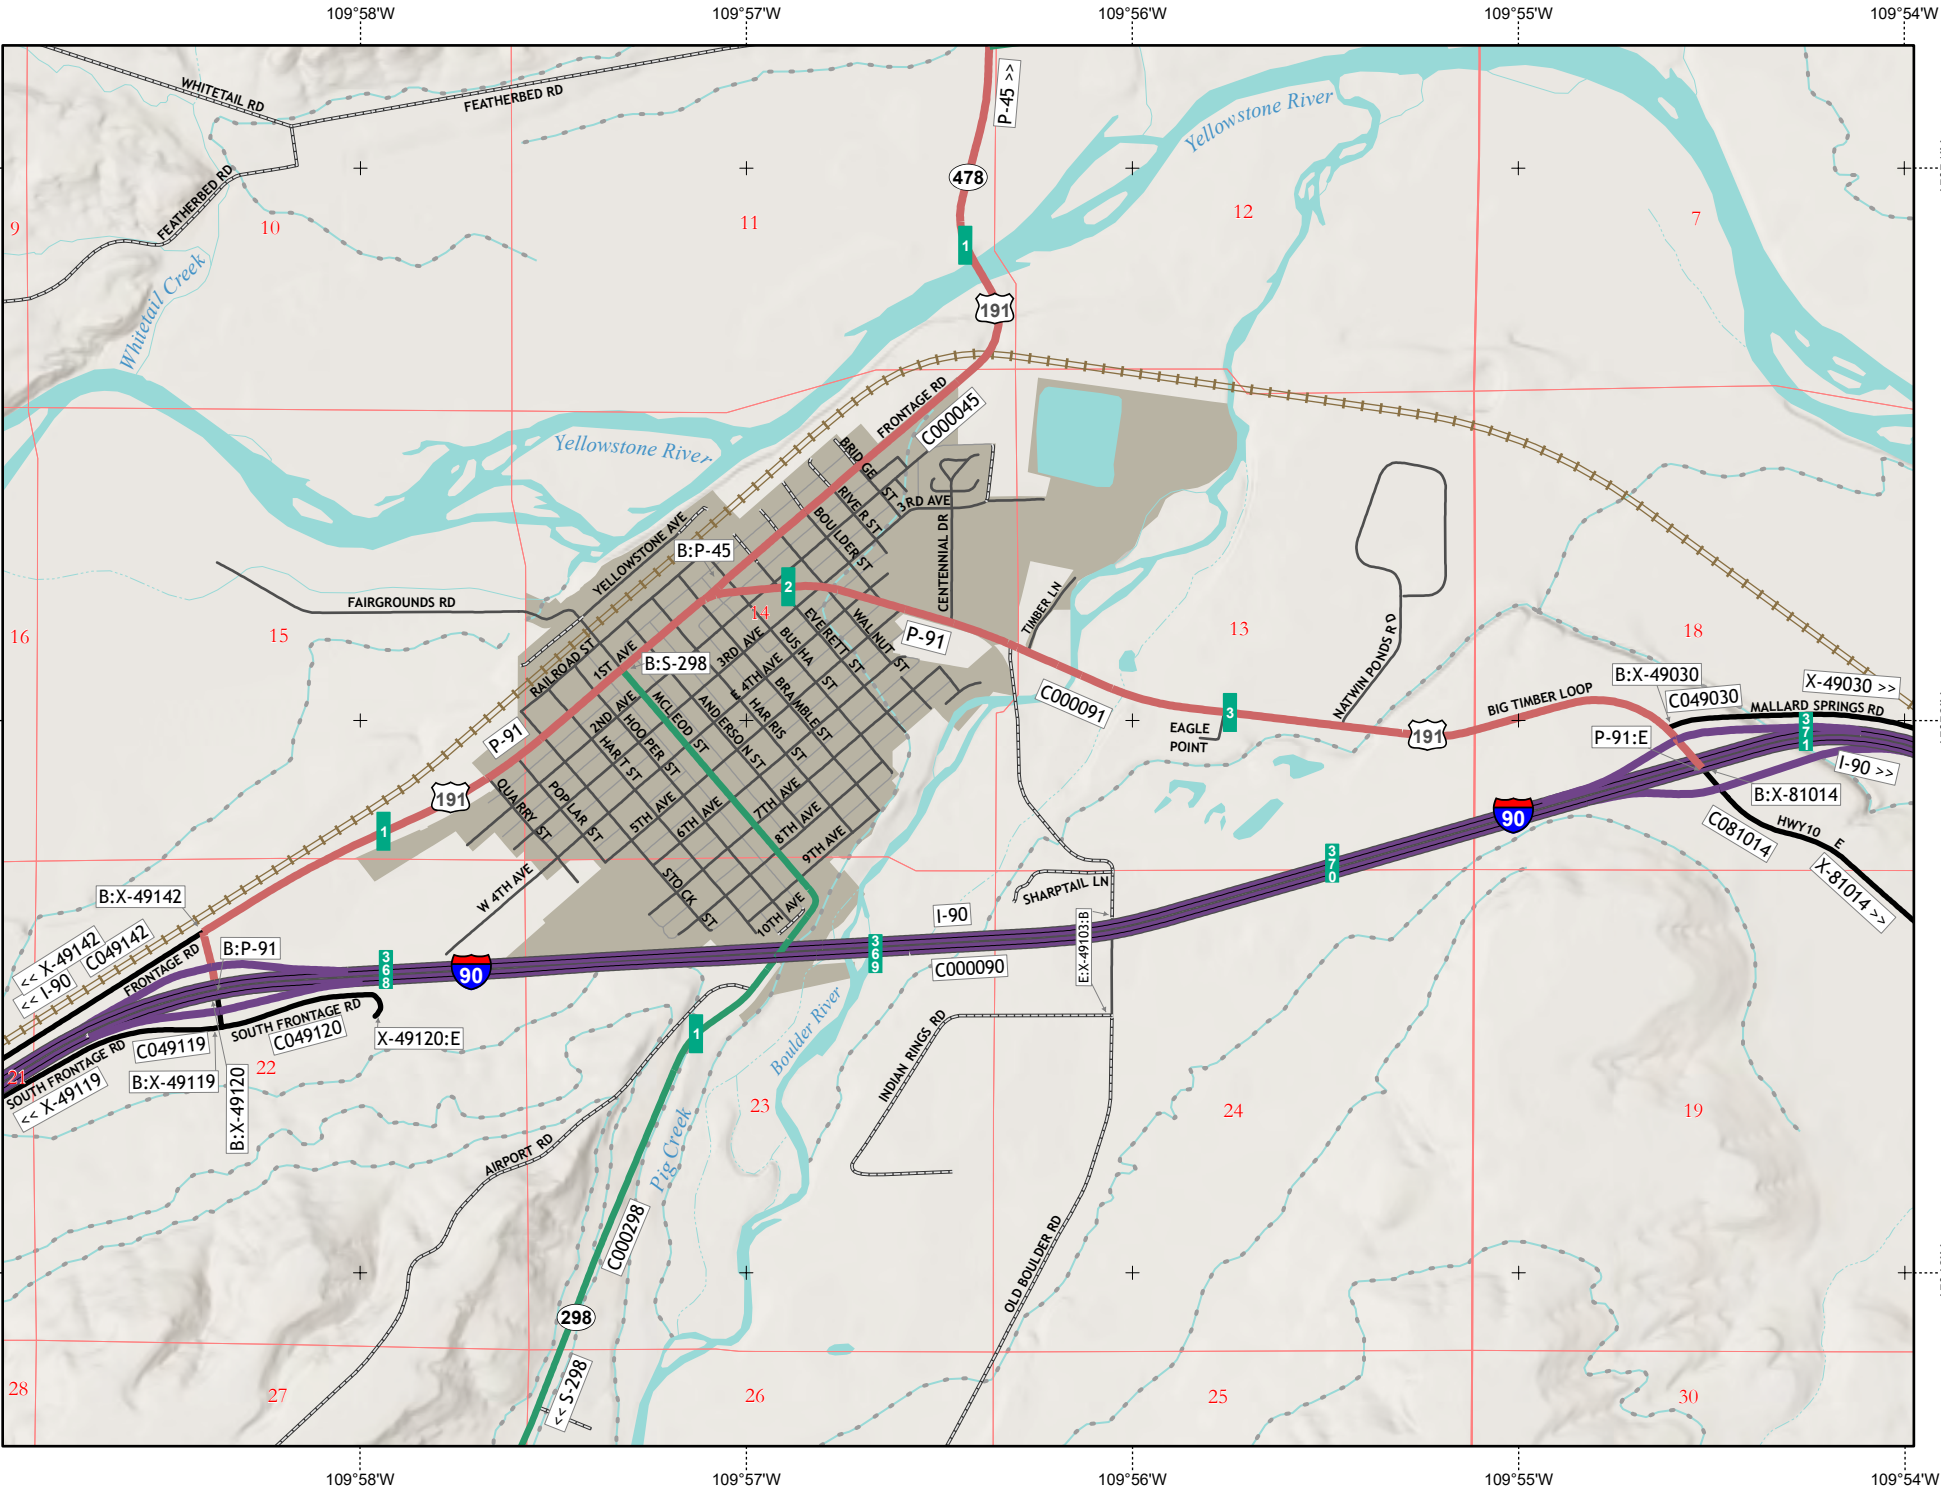 109°58'W
109°57'W
109°56'W
109°55'W
109°54'W
WHITETAIL RD
FEATHERBED RD
P-45 >>
Yellowstone River
478
FEATHERBED RD
9
10
11
12
7
1
Whitetail Creek
191
FRONTAGE RD
C000045
Yellowstone River
BRIDGE ST
RIVER ST
3RD AVE
BOULDER ST
CENTENNIAL DR
YELLOWSTONE AVE
B:P-45
2
FAIRGROUNDS RD
14
TIMBER LN
16
15
13
18
EVERETT ST
WALNUT ST
P-91
NATWIN PONDS RD
RAILROAD ST
1ST AVE
B:S-298
3RD AVE
BUSHA ST
E 4TH AVE
BRAMBLE ST
HARRIS ST
ANDERSON ST
MCLEOD ST
2ND AVE
HOOPER ST
HART ST
C000091
3
EAGLE
POINT
191
BIG TIMBER LOOP
B:X-49030
C049030
X-49030 >>
MALLARD SPRINGS RD
371
P-91:E
I-90 >>
B:X-81014
P-91
191
1
QUARRY ST
POPLAR ST
5TH AVE
6TH AVE
7TH AVE
8TH AVE
9TH AVE
90
C081014
HWY10 E
X-81014 >>
370
W 4TH AVE
STOCK ST
10TH AVE
SHARPTAIL LN
I-90
E:X-49103:B
B:X-49142
<< X-49142
C049142
<< I-90
FRONTAGE RD
B:P-91
368
90
369
C000090
SOUTH FRONTAGE RD
C049120
X-49120:E
C049119
SOUTH FRONTAGE RD
<< X-49119
B:X-49119
B:X-49120
21
22
1
Boulder River
INDIAN RINGS RD
23
24
19
Pig Creek
AIRPORT RD
C000298
OLD BOULDER RD
298
<< S-298
28
27
26
25
30
109°58'W
109°57'W
109°56'W
109°55'W
109°54'W